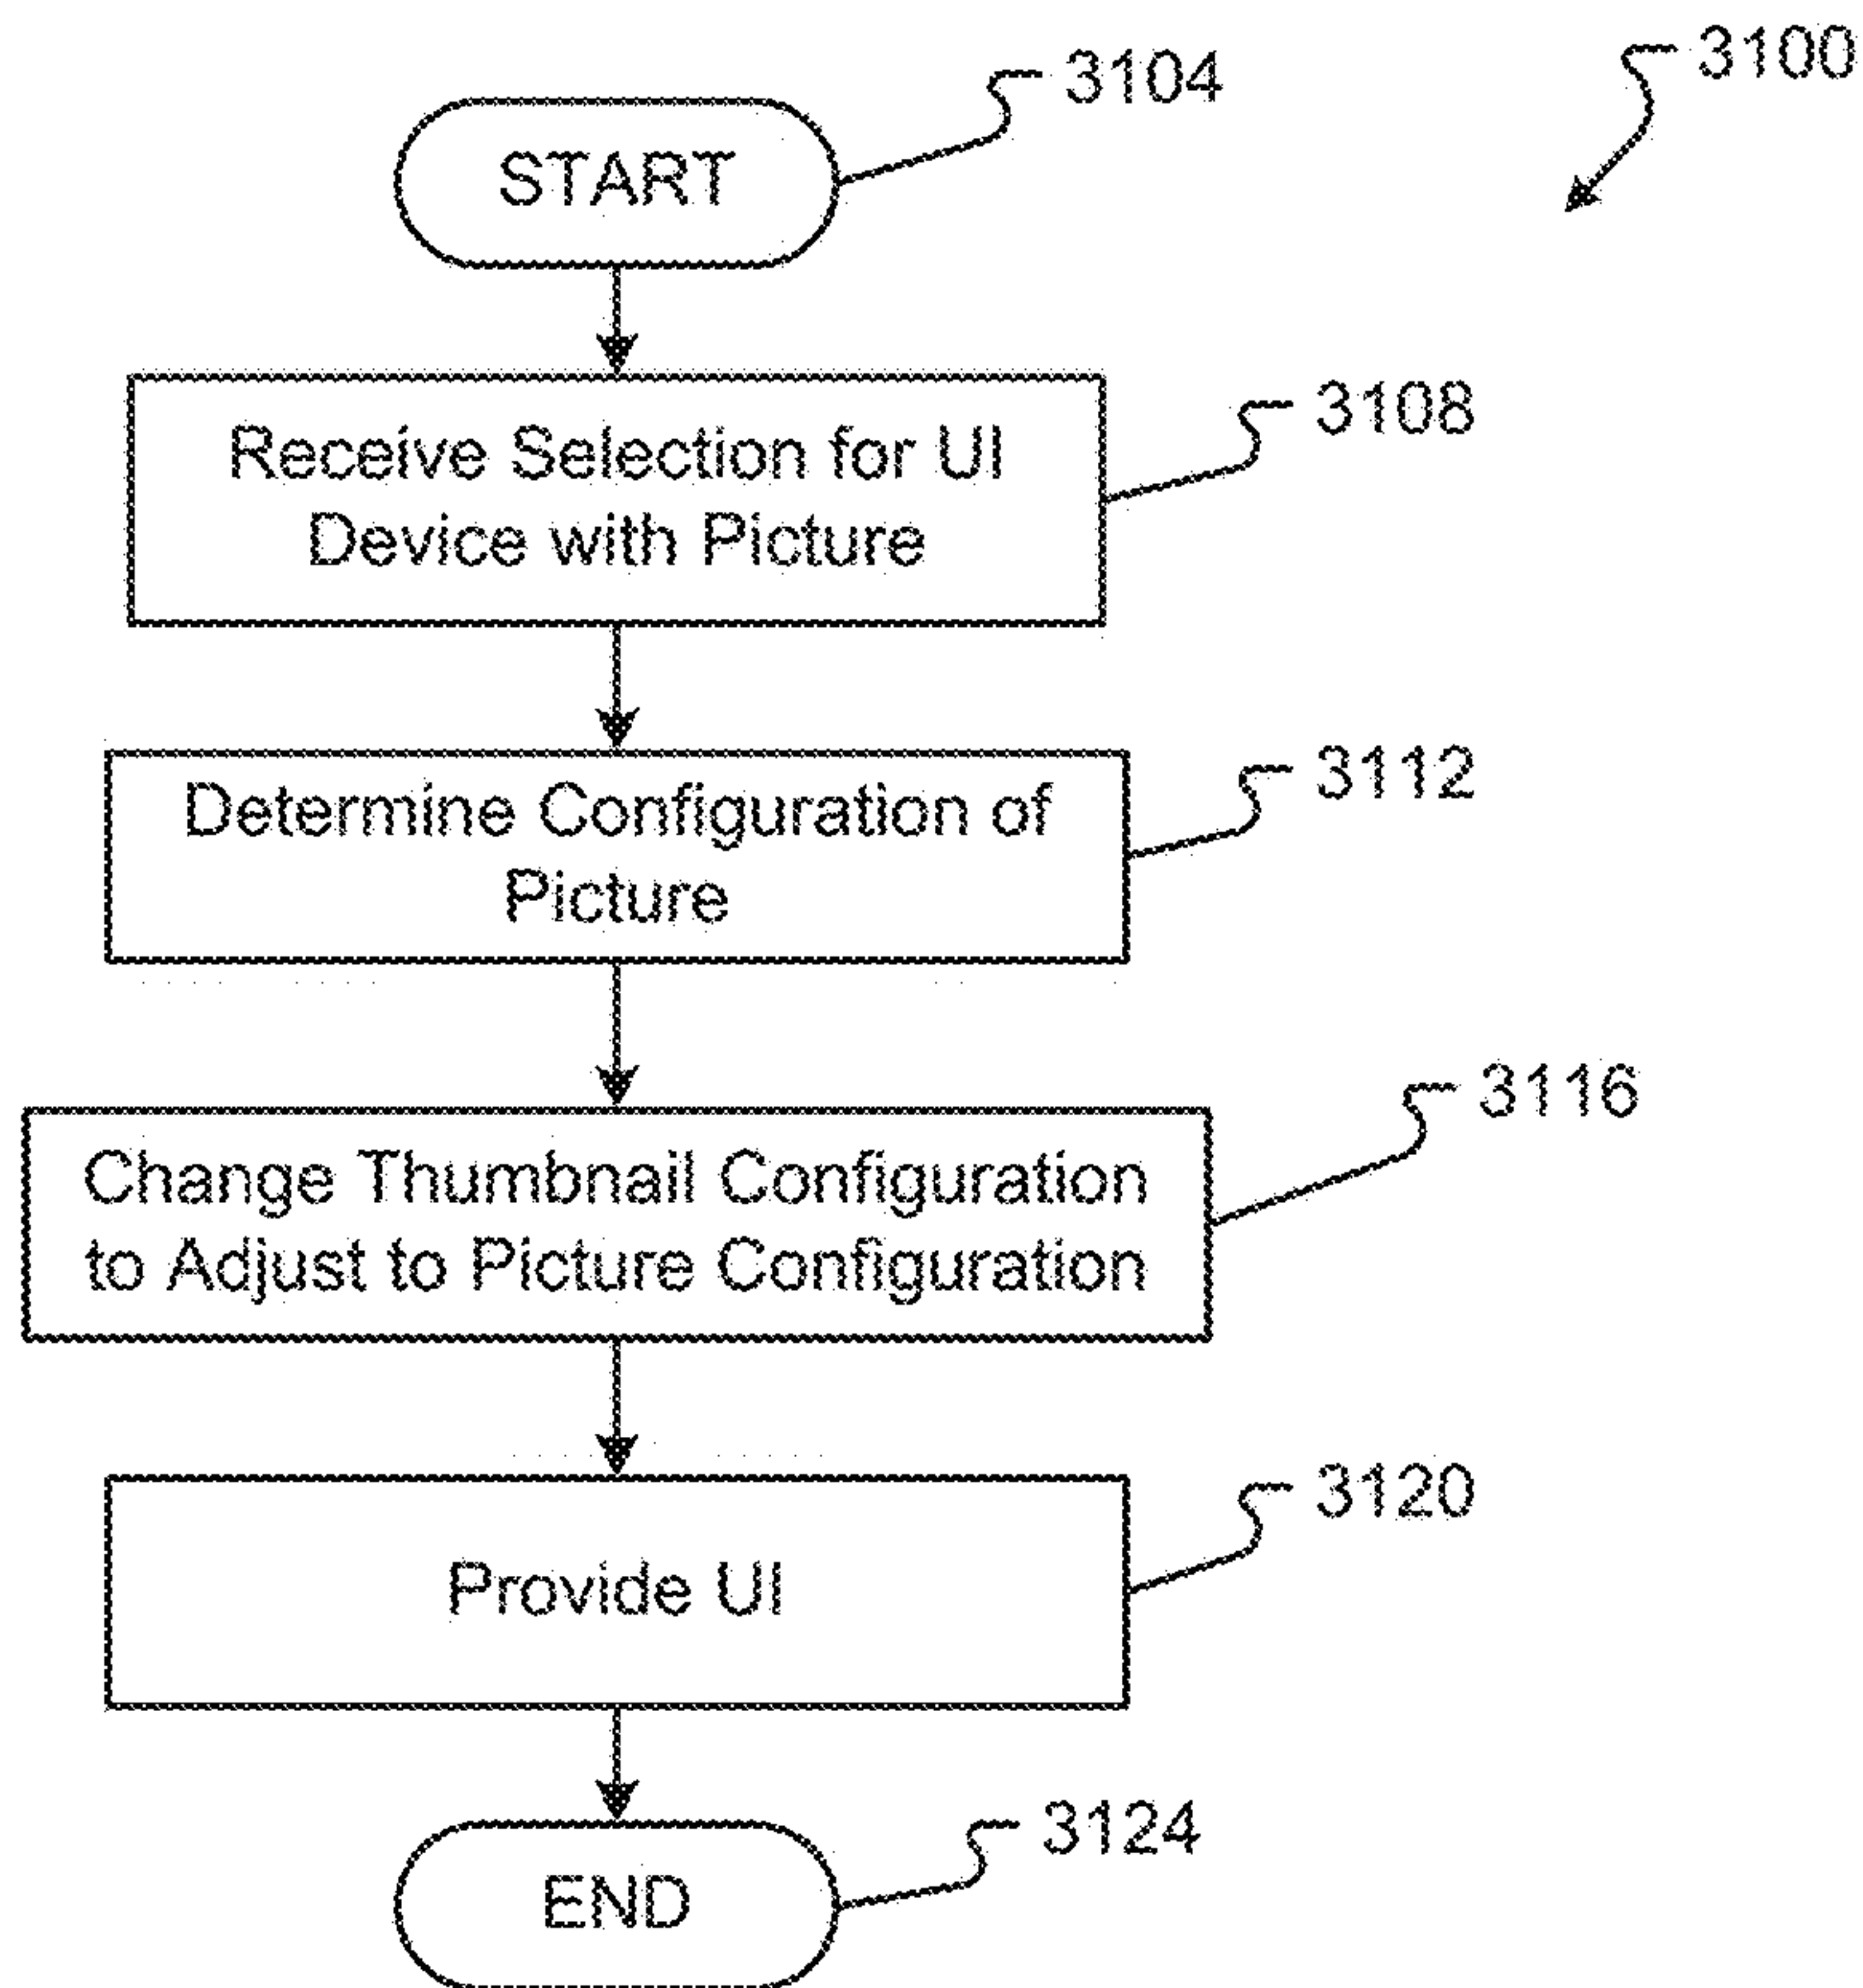 3100
3104
START
3108
Receive Selection for UI
Device with Picture
3112
Determine Configuration of
Picture
3116
Change Thumbnail Configuration
to Adjust to Picture Configuration
3120
Provide UI
3124
END